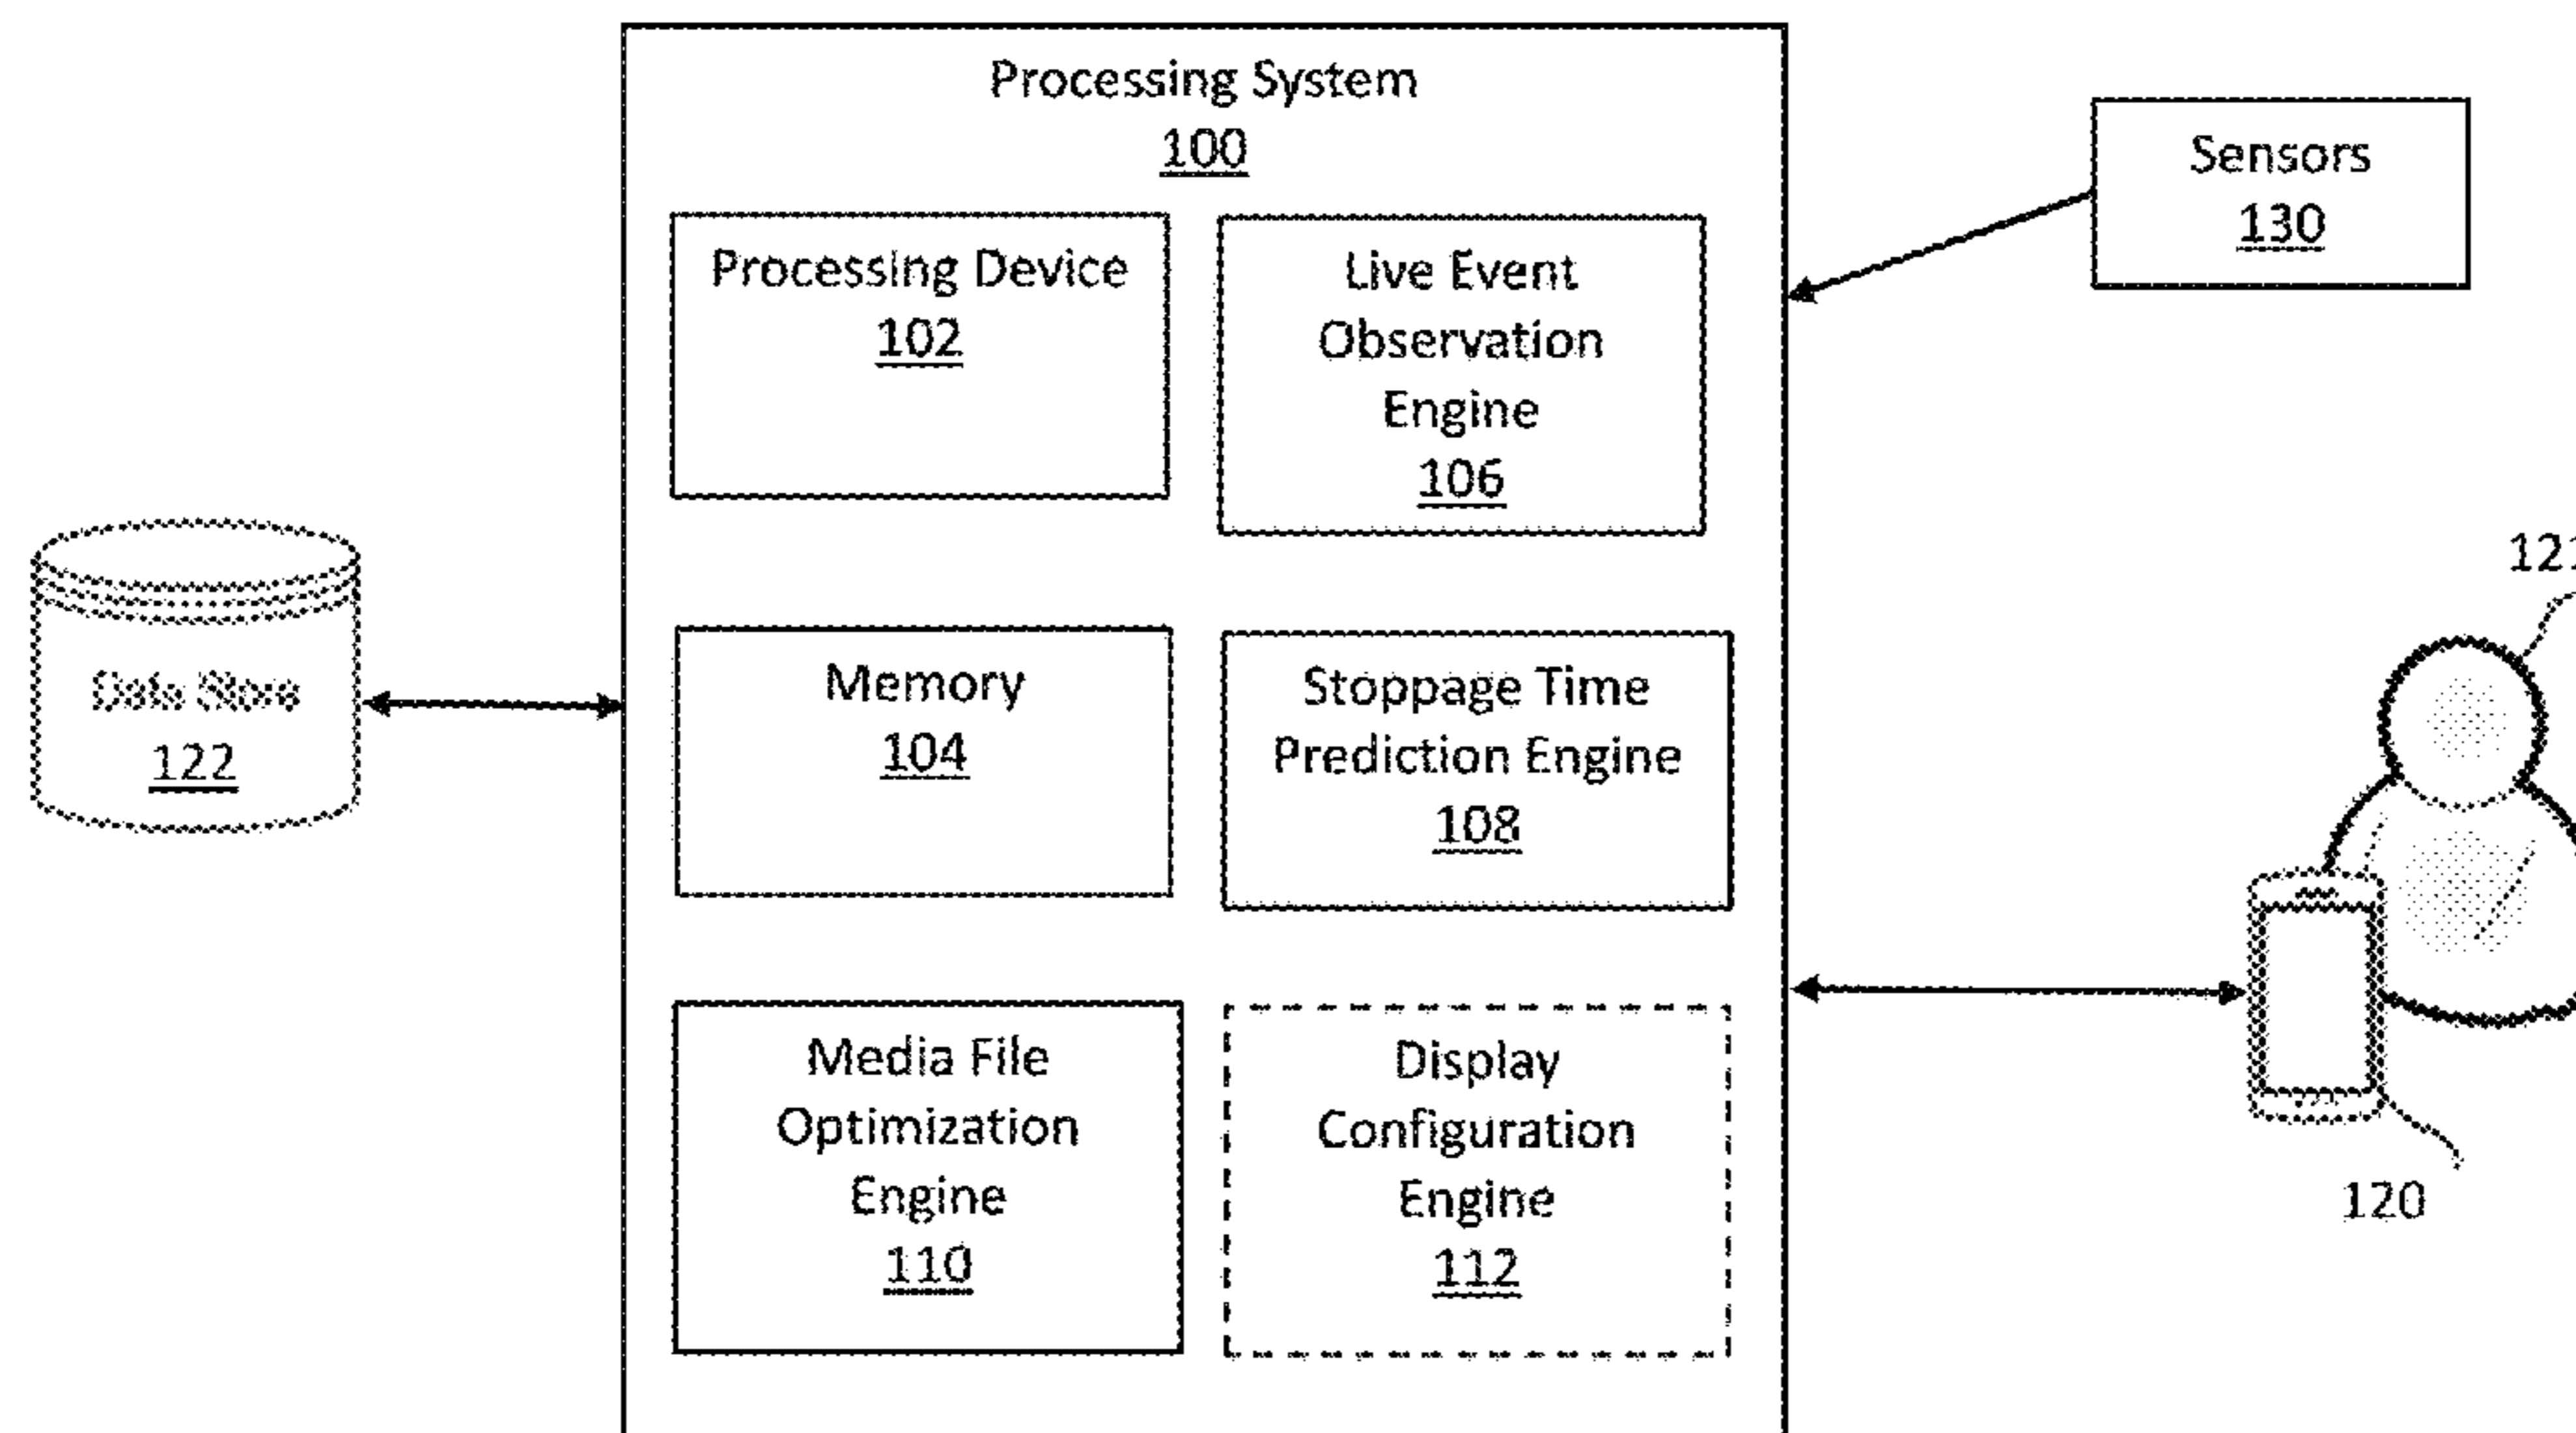 Processing System
100
Processing Device
102
Live Event
Observation
Engine
106
Sensors
130
Data Store
122
Memory
104
Stoppage Time
Prediction Engine
108
121
Media File
Optimization
Engine
110
Display
Configuration
Engine
112
120